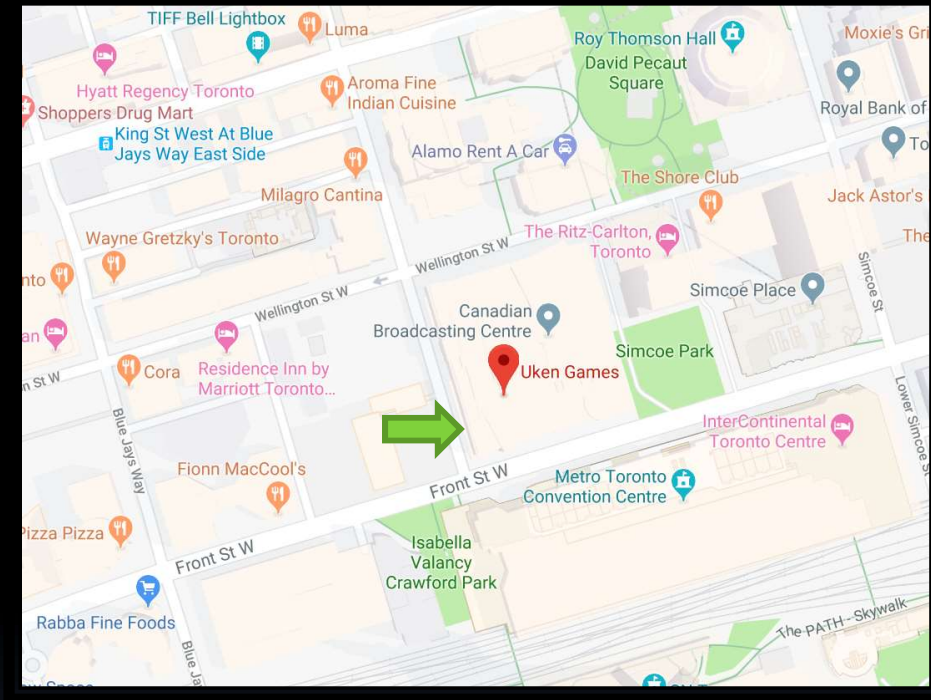 TIFF Bell Lightbox
Luma
Roy Thomson Hall
Moxie's Gri
David Pecaut
Square
Hyatt Regency Toronto
Aroma Fine
Indian Cuisine
Shoppers Drug Mart
Royal Bank of
King St West At Blue
Jays Way East Side
Alamo Rent A Car
To
Milagro Cantina
The Shore Club
Jack Astor's
Wayne Gretzky's Toronto
The Ritz-Carlton,
Toronto
The
Wellington St W
nto
Simcoe St
Simcoe Place
Wellington St W
Canadian
Broadcasting Centre
an
Simcoe Park
Cora
Residence Inn by
Marriott Toronto...
Uken Games
n St W
Lower Simcoe S
Blue Jays Way
InterContinental
Toronto Centre
Fionn MacCool's
Front St W
Metro Toronto
Convention Centre
Pizza Pizza
Front St W
Isabella
Valancy
Crawford Park
Rabba Fine Foods
The PATH - Skywalk
Blue Ja